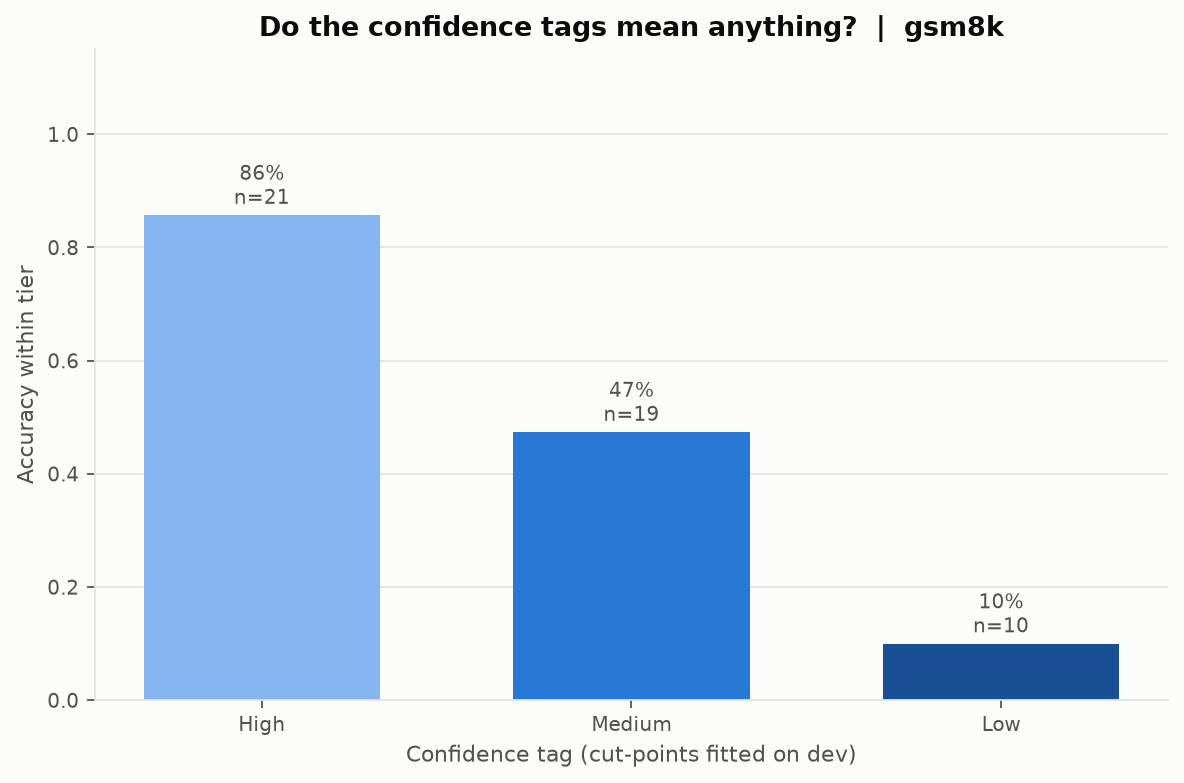 Do the confidence tags mean anything?  |  gsm8k
Accuracy within tier
1.0
0.8
0.6
0.4
0.2
0.0
86%
n=21
47%
n=19
10%
n=10
High
Medium
Low
Confidence tag (cut-points fitted on dev)